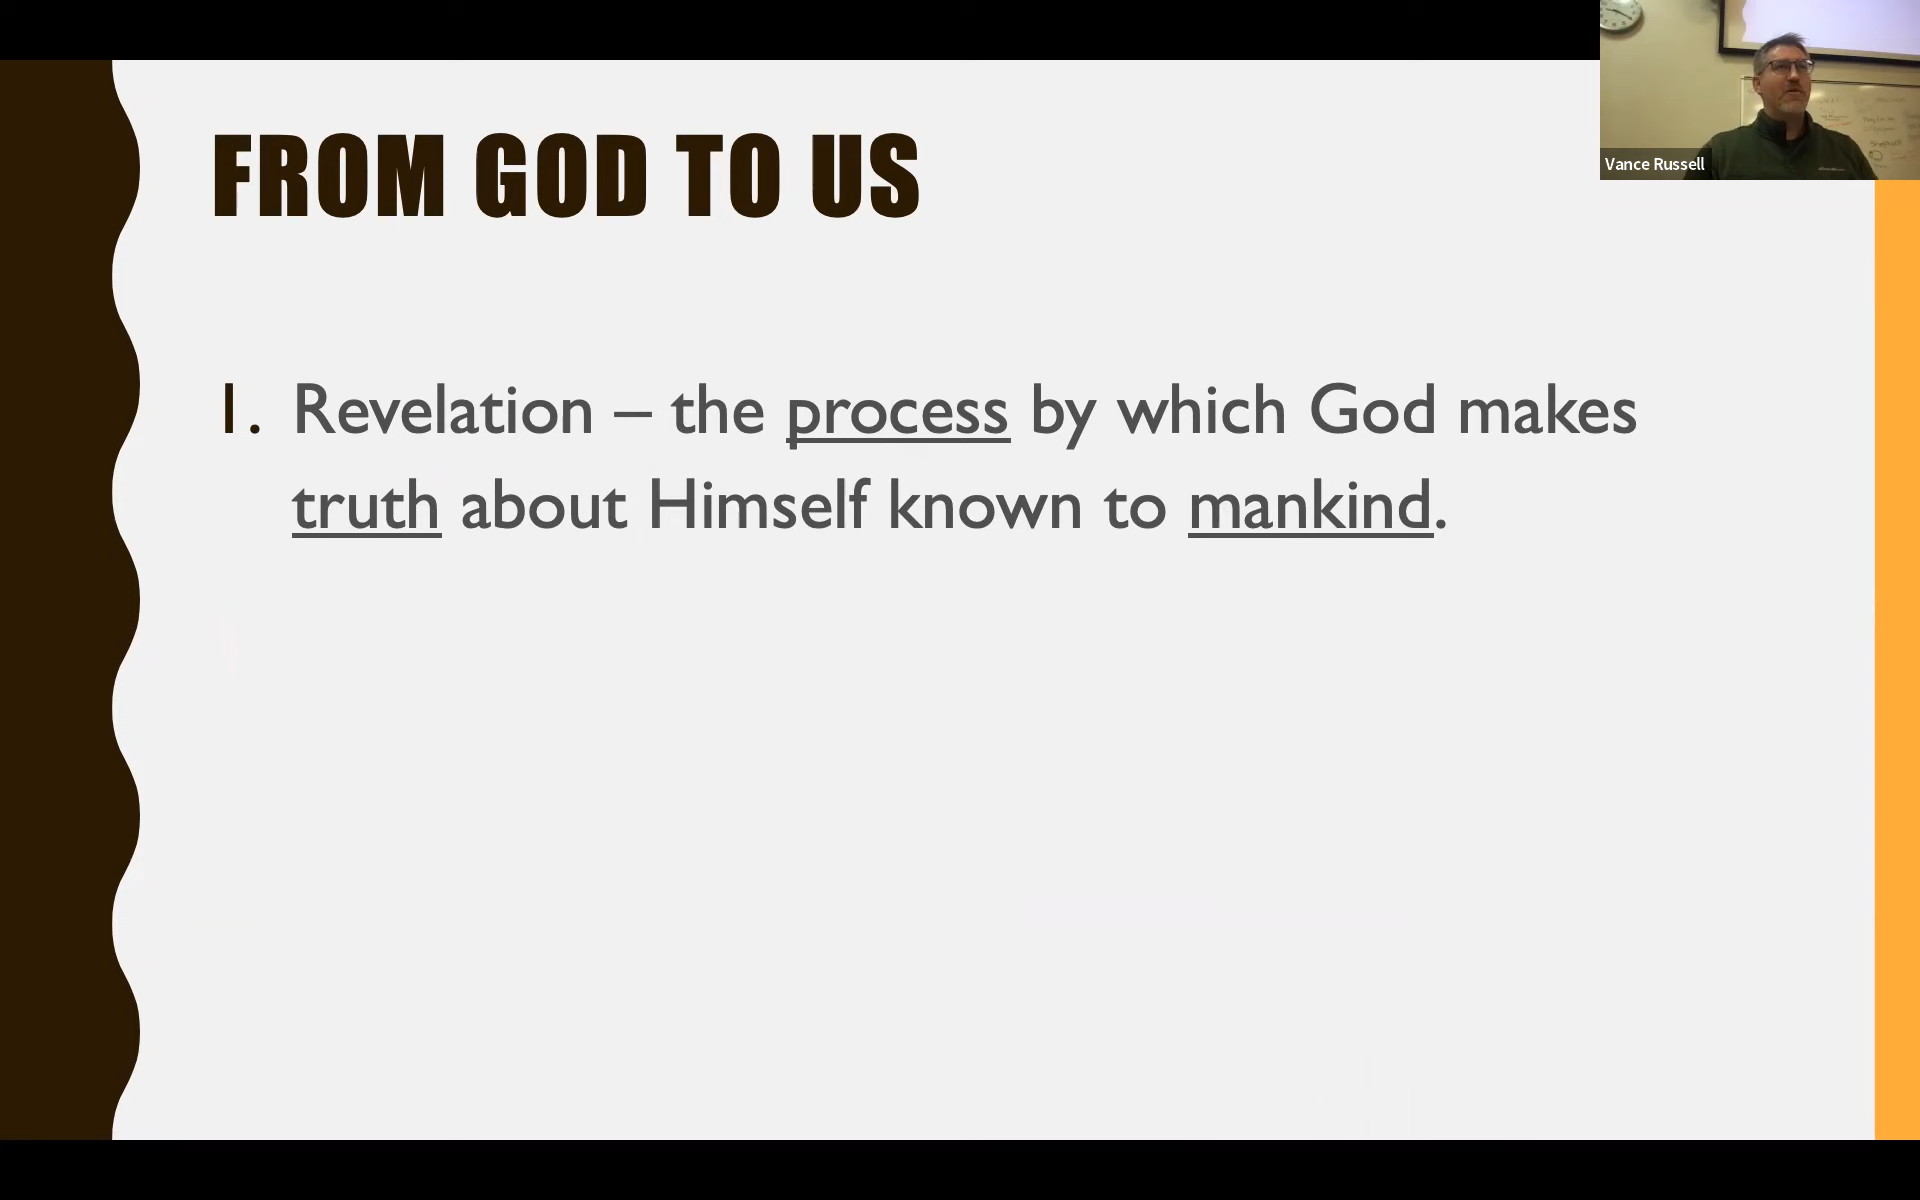 FROM GOD TO US
1. Revelation – the process by which God makes
truth about Himself known to mankind.
Vance Russell